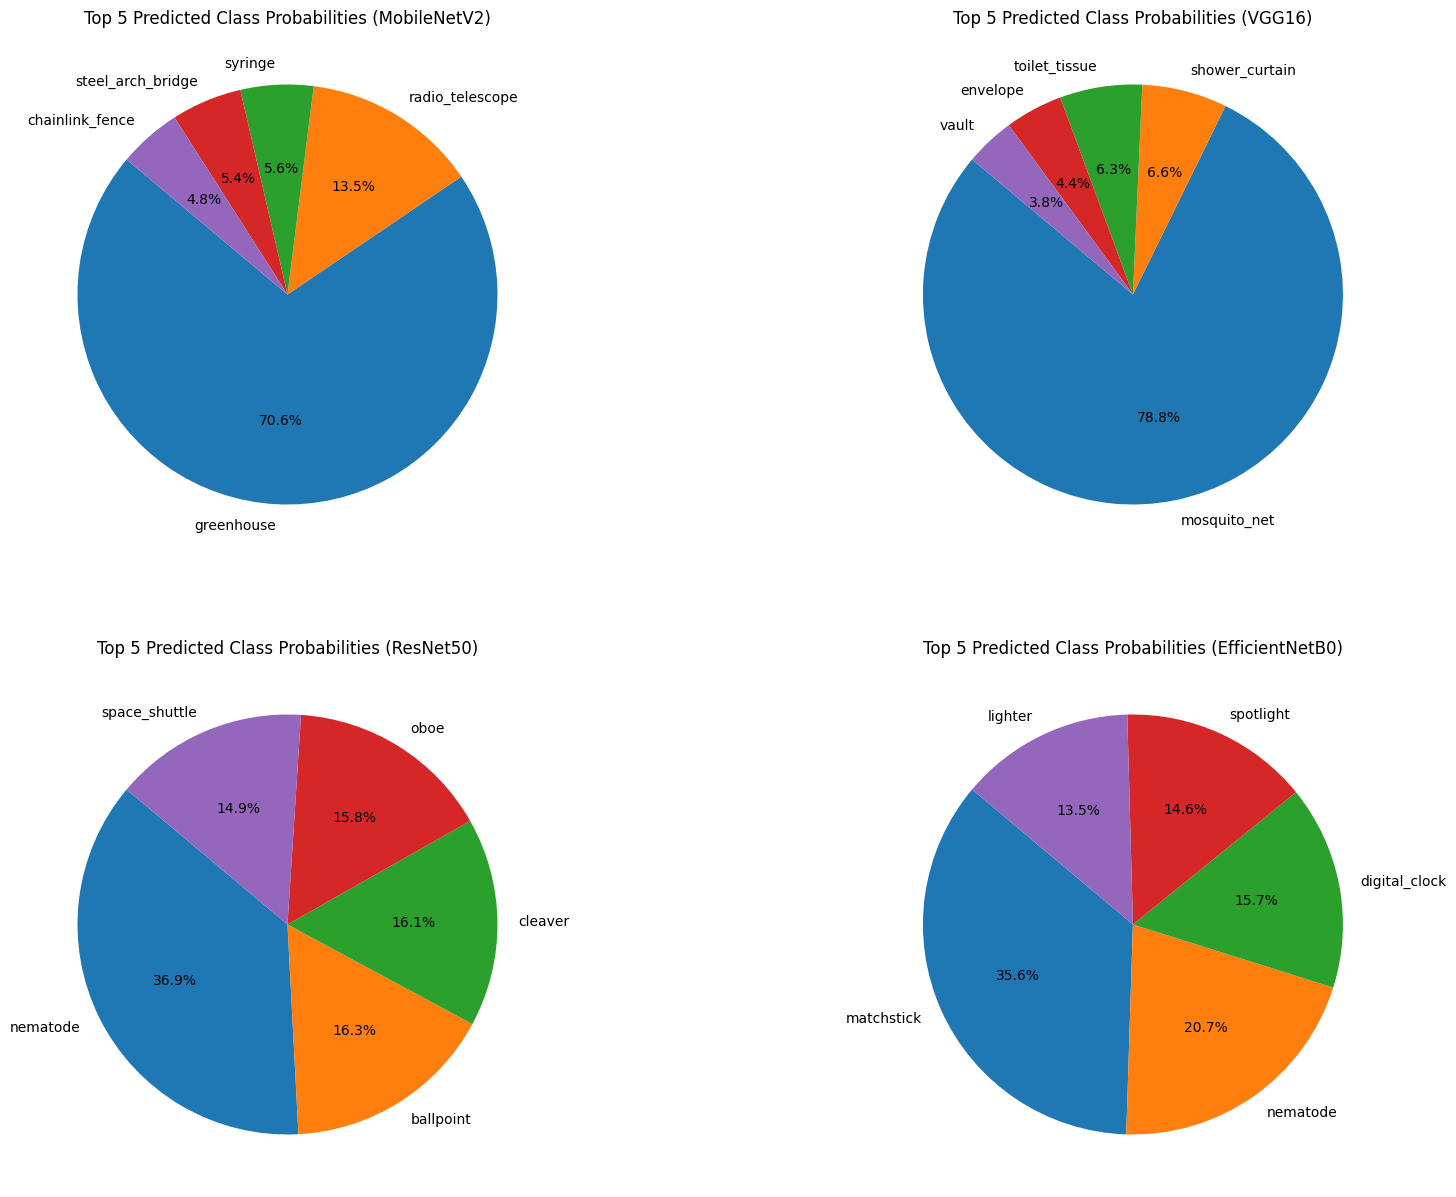 Top 5 Predicted Class Probabilities (MobileNetV2)
syringe
steel_arch_bridge
radio_telescope
chainlink_fence
5.6%
5.4%
13.5%
4.8%
70.6%
greenhouse
Top 5 Predicted Class Probabilities (VGG16)
toilet_tissue
shower_curtain
envelope
vault
6.3%
6.6%
4.4%
3.8%
78.8%
mosquito_net
Top 5 Predicted Class Probabilities (ResNet50)
space_shuttle
oboe
14.9%
15.8%
cleaver
16.1%
36.9%
nematode
16.3%
ballpoint
Top 5 Predicted Class Probabilities (EfficientNetB0)
lighter
spotlight
13.5%
14.6%
digital_clock
15.7%
35.6%
matchstick
20.7%
nematode